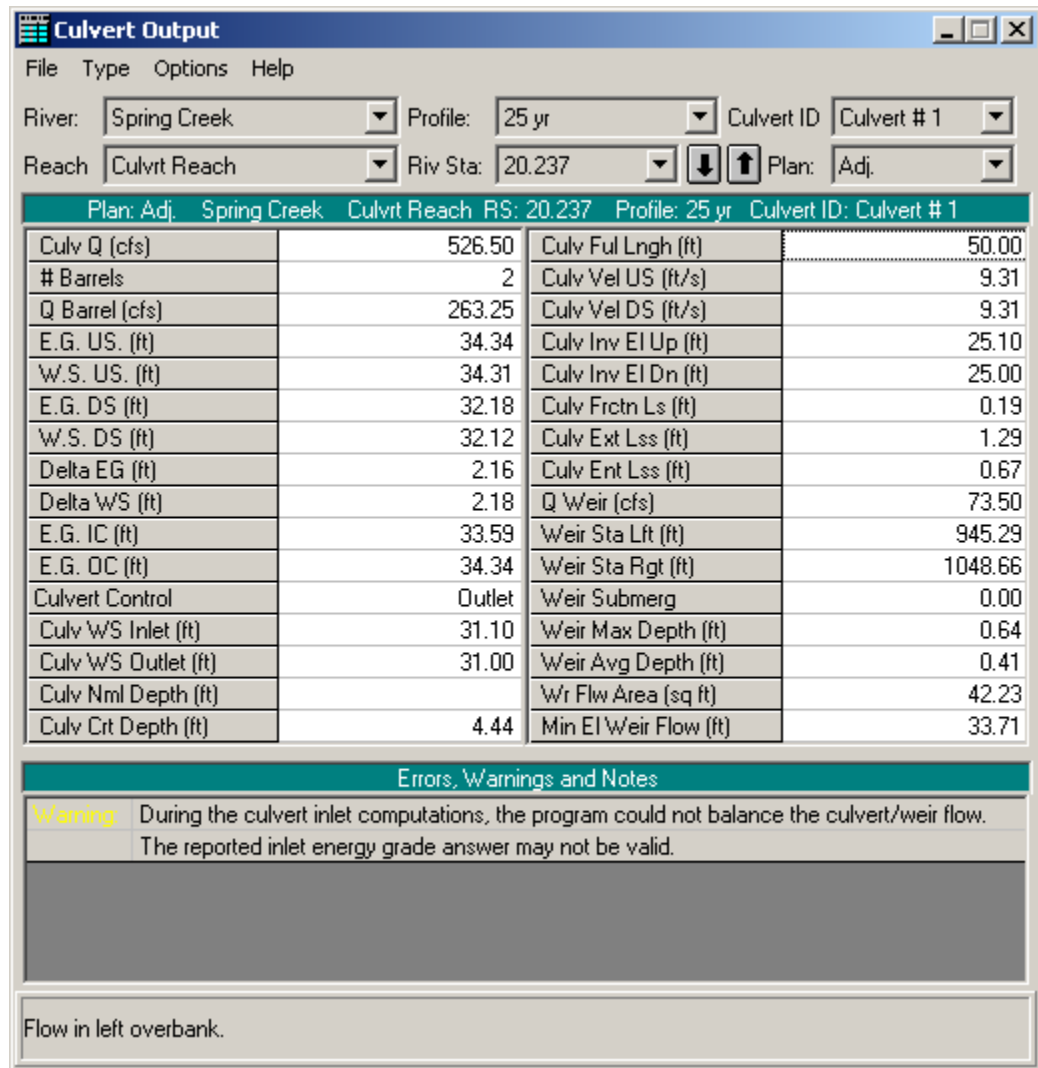 Culvert Output
File Type Options Help
River: Spring Creek Profile: 25 yr Culvert ID Culvert # 1
Reach Culvrt Reach Riv Sta: 20.237 Plan: Adj.
Plan: Adj. Spring Creek Culvrt Reach RS: 20.237 Profile: 25 yr Culvert ID: Culvert # 1
Culv Q (cfs) 526.50 Culv Ful Lngh (ft) 50.00
# Barrels 2 Culv Vel US (ft/s) 9.31
Q Barrel (cfs) 263.25 Culv Vel DS (ft/s) 9.31
E.G. US. (ft) 34.34 Culv Inv El Up (ft) 25.10
W.S. US. (ft) 34.31 Culv Inv El Dn (ft) 25.00
E.G. DS (ft) 32.18 Culv Frctn Ls (ft) 0.19
W.S. DS (ft) 32.12 Culv Ext Lss (ft) 1.29
Delta EG (ft) 2.16 Culv Ent Lss (ft) 0.67
Delta WS (ft) 2.18 Q Weir (cfs) 73.50
E.G. IC (ft) 33.59 Weir Sta Lft (ft) 945.29
E.G. OC (ft) 34.34 Weir Sta Rgt (ft) 1048.66
Culvert Control Outlet Weir Submerg 0.00
Culv WS Inlet (ft) 31.10 Weir Max Depth (ft) 0.64
Culv WS Outlet (ft) 31.00 Weir Avg Depth (ft) 0.41
Culv Nml Depth (ft) Wr Flw Area (sq ft) 42.23
Culv Crt Depth (ft) 4.44 Min El Weir Flow (ft) 33.71
Errors, Warnings and Notes
Warning: During the culvert inlet computations, the program could not balance the culvert/weir flow.
The reported inlet energy grade answer may not be valid.
Flow in left overbank.